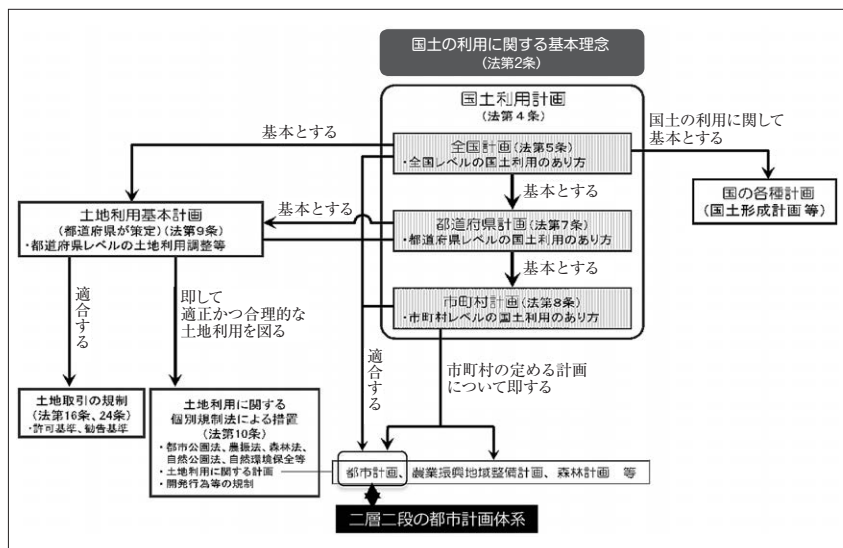 国土の利用に関する基本理念
(法第2条)
国土利用計画
(法第4条)
国土の利用に関して
基本とする
基本とする
全国計画(法第5条)
・全国レベルの国土利用のあり方
基本とする
国の各種計画
(国土形成計画等)
土地利用基本計画
(都道府県が策定)(法第9条)
・都道府県レベルの土地利用調整等
基本とする
都道府県計画(法第7条)
・都道府県レベルの国土利用のあり方
基本とする
適合する
即して
適正かつ合理的な
土地利用を図る
市町村計画(法第8条)
・市町村レベルの国土利用のあり方
適合する
市町村の定める計画
について即する
土地取引の規制
(法第16条、24条)
・許可基準、勧告基準
土地利用に関する
個別規制法による措置
(法第10条)
・都市公園法、農振法、森林法、
自然公園法、自然環境保全等
・土地利用に関する計画
・開発行為等の規制
都市計画、農業振興地域整備計画、森林計画 等
二層二段の都市計画体系